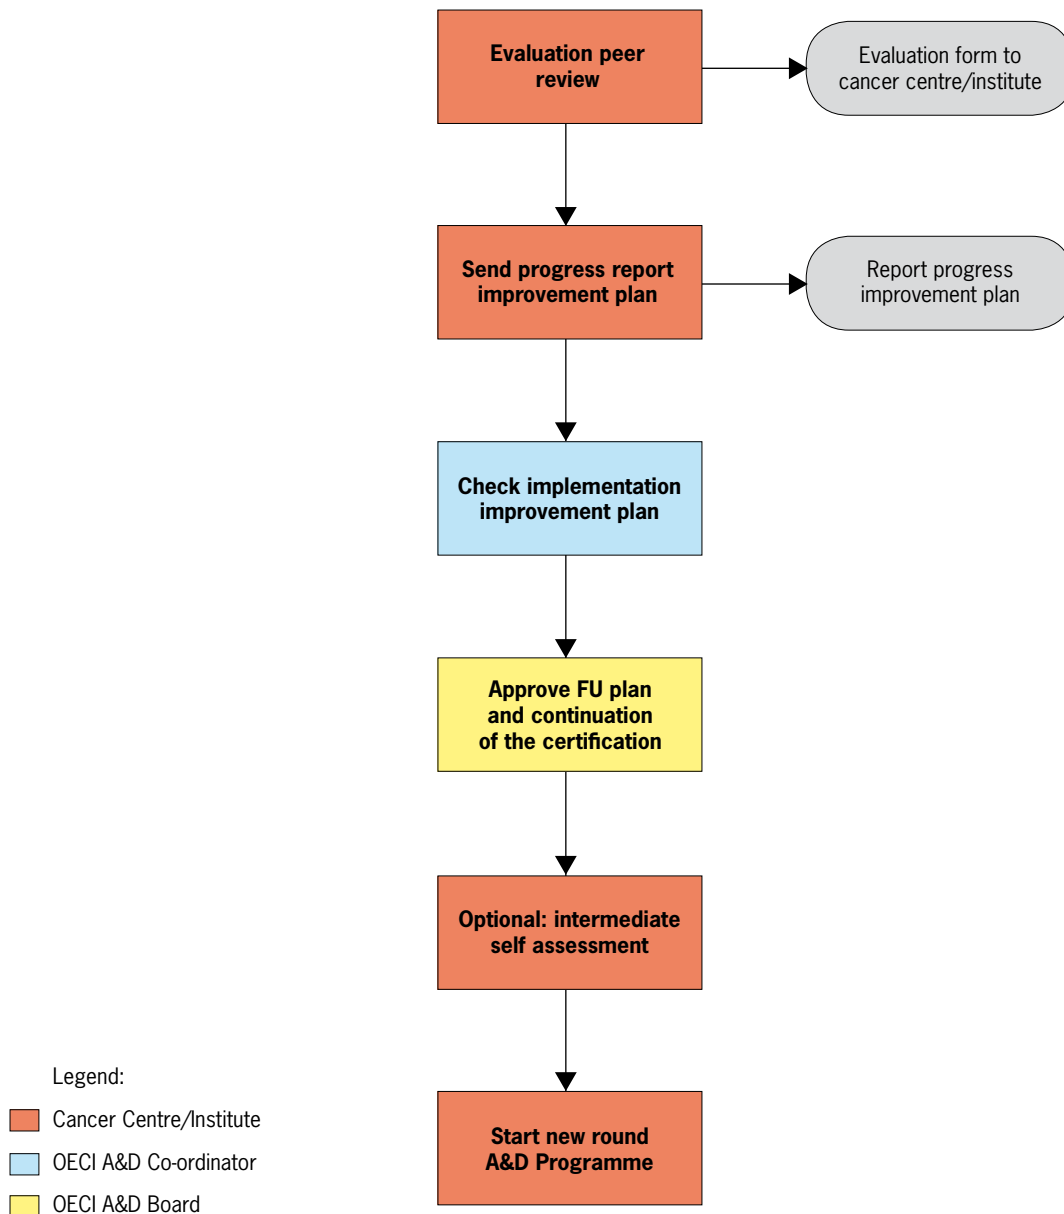 Evaluation peer
review
Evaluation form to
cancer centre/institute
Send progress report
improvement plan
Report progress
improvement plan
Check implementation
improvement plan
Approve FU plan
and continuation
of the certification
Optional: intermediate
self assessment
Start new round
A&D Programme
Legend:
Cancer Centre/Institute
OECI A&D Co-ordinator
OECI A&D Board